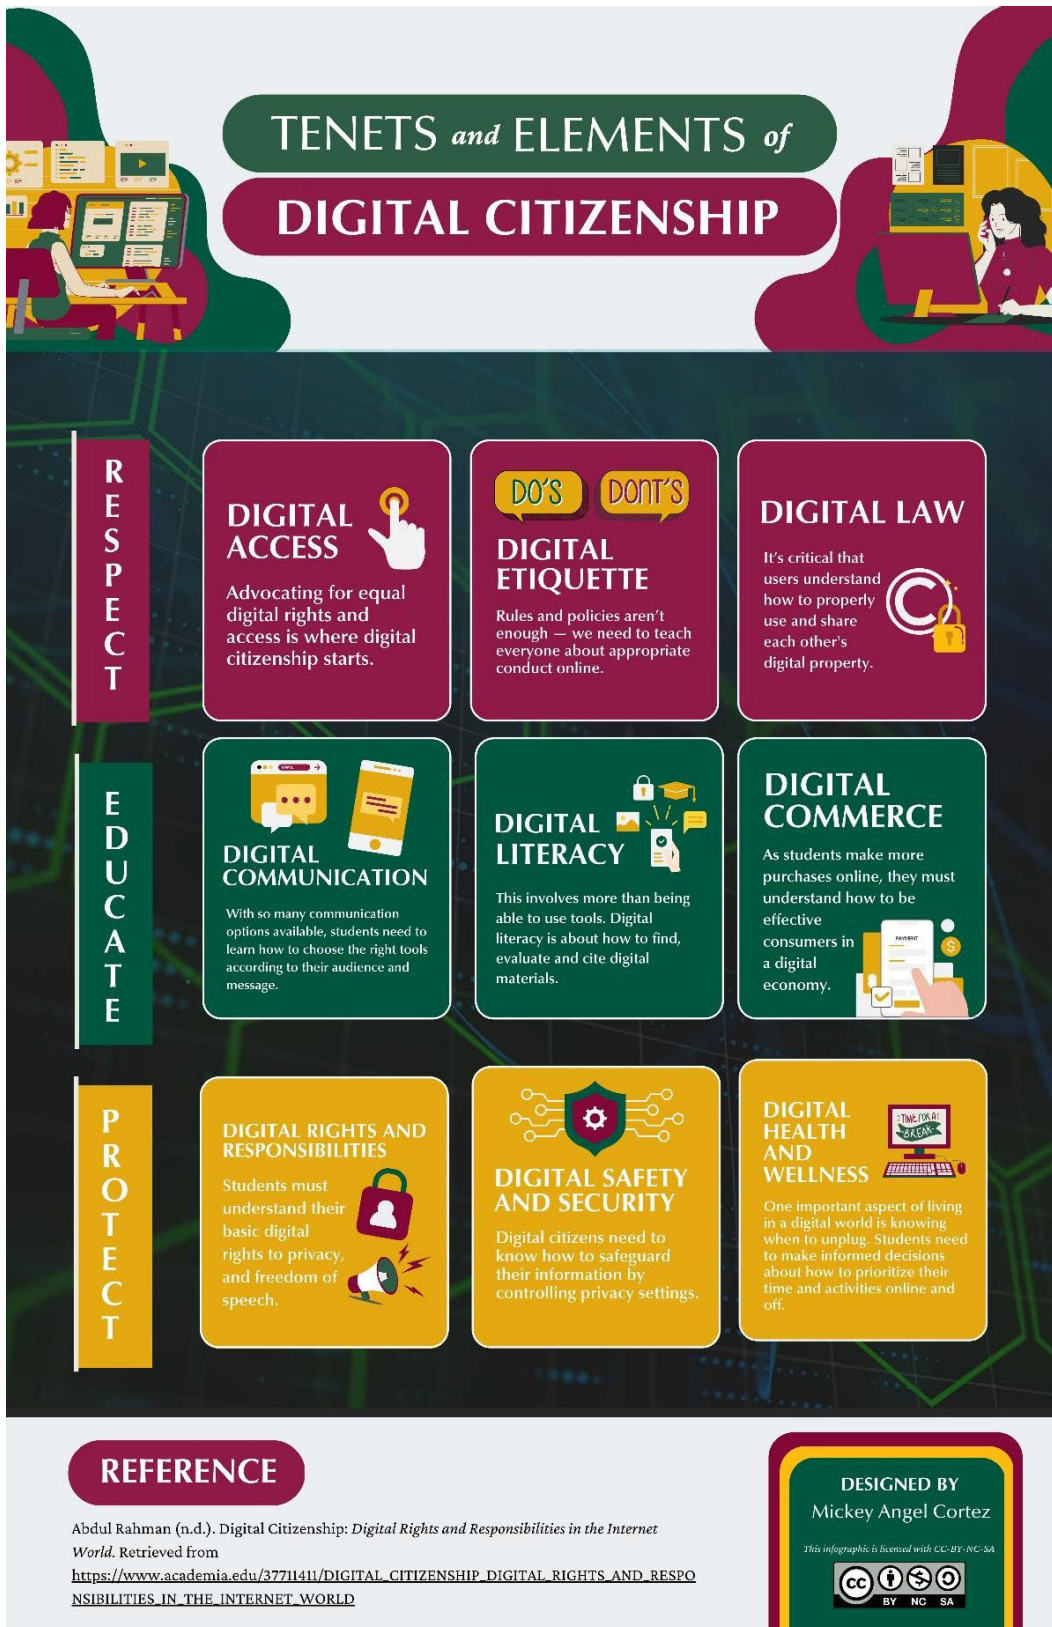 TENETS and ELEMENTS of
DIGITAL CITIZENSHIP
RESPECT
DIGITAL
ACCESS
Advocating for equal
digital rights and
access is where digital
citizenship starts.
DO'S
DONT'S
DIGITAL
ETIQUETTE
Rules and policies aren't
enough — we need to teach
everyone about appropriate
conduct online.
DIGITAL LAW
It's critical that
users understand
how to properly
use and share
each other's
digital property.
EDUCATE
DIGITAL
COMMUNICATION
With so many communication
options available, students need to
learn how to choose the right tools
according to their audience and
message.
DIGITAL
LITERACY
This involves more than being
able to use tools. Digital
literacy is about how to find,
evaluate and cite digital
materials.
DIGITAL
COMMERCE
As students make more
purchases online, they must
understand how to be
effective
consumers in
a digital
economy.
PAYMENT
PROTECT
DIGITAL RIGHTS AND
RESPONSIBILITIES
Students must
understand their
basic digital
rights to privacy,
and freedom of
speech.
DIGITAL SAFETY
AND SECURITY
Digital citizens need to
know how to safeguard
their information by
controlling privacy settings.
DIGITAL
HEALTH
AND
WELLNESS
TIME FOR A
BREAK
One important aspect of living
in a digital world is knowing
when to unplug. Students need
to make informed decisions
about how to prioritize their
time and activities online and
off.
REFERENCE
Abdul Rahman (n.d.). Digital Citizenship: Digital Rights and Responsibilities in the Internet
World. Retrieved from
https://www.academia.edu/37711411/DIGITAL_CITIZENSHIP_DIGITAL_RIGHTS_AND_RESPO
NSIBILITIES_IN_THE_INTERNET_WORLD
DESIGNED BY
Mickey Angel Cortez
This infographic is licensed with CC-BY-NC-SA
cc
BY NC SA